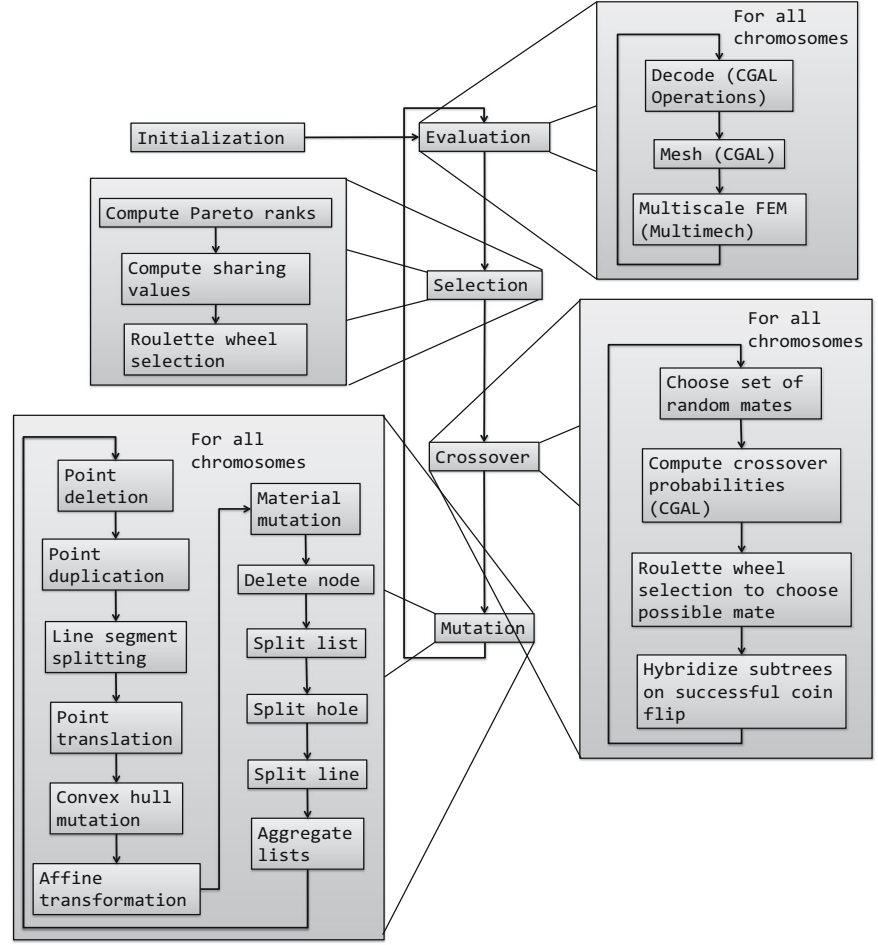 Initialization
Evaluation
Selection
Crossover
Mutation
For all
chromosomes
Decode (CGAL
Operations)
Mesh (CGAL)
Multiscale FEM
(Multimech)
Compute Pareto ranks
Compute sharing
values
Roulette wheel
selection
For all
chromosomes
Choose set of
random mates
Compute crossover
probabilities
(CGAL)
Roulette wheel
selection to choose
possible mate
Hybridize subtrees
on successful coin
flip
For all
chromosomes
Point
deletion
Point
duplication
Line segment
splitting
Point
translation
Convex hull
mutation
Affine
transformation
Material
mutation
Delete node
Split list
Split hole
Split line
Aggregate
lists